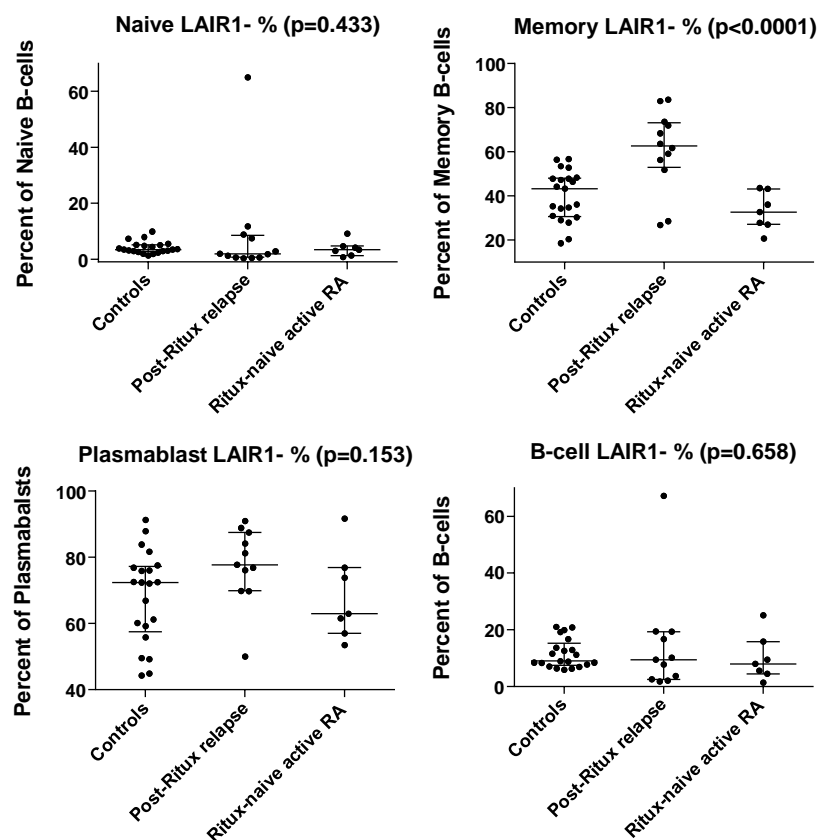 Naive LAIR1- % (p=0.433)
Percent of Naive B-cells
60
40
20
0
Controls
Post-Ritux relapse
Ritux-naive active RA
Memory LAIR1- % (p<0.0001)
Percent of Memory B-cells
100
80
60
40
20
Controls
Post-Ritux relapse
Ritux-naive active RA
Plasmablast LAIR1- % (p=0.153)
Percent of Plasmabalsts
100
80
60
40
Controls
Post-Ritux relapse
Ritux-naive active RA
B-cell LAIR1- % (p=0.658)
Percent of B-cells
60
40
20
0
Controls
Post-Ritux relapse
Ritux-naive active RA